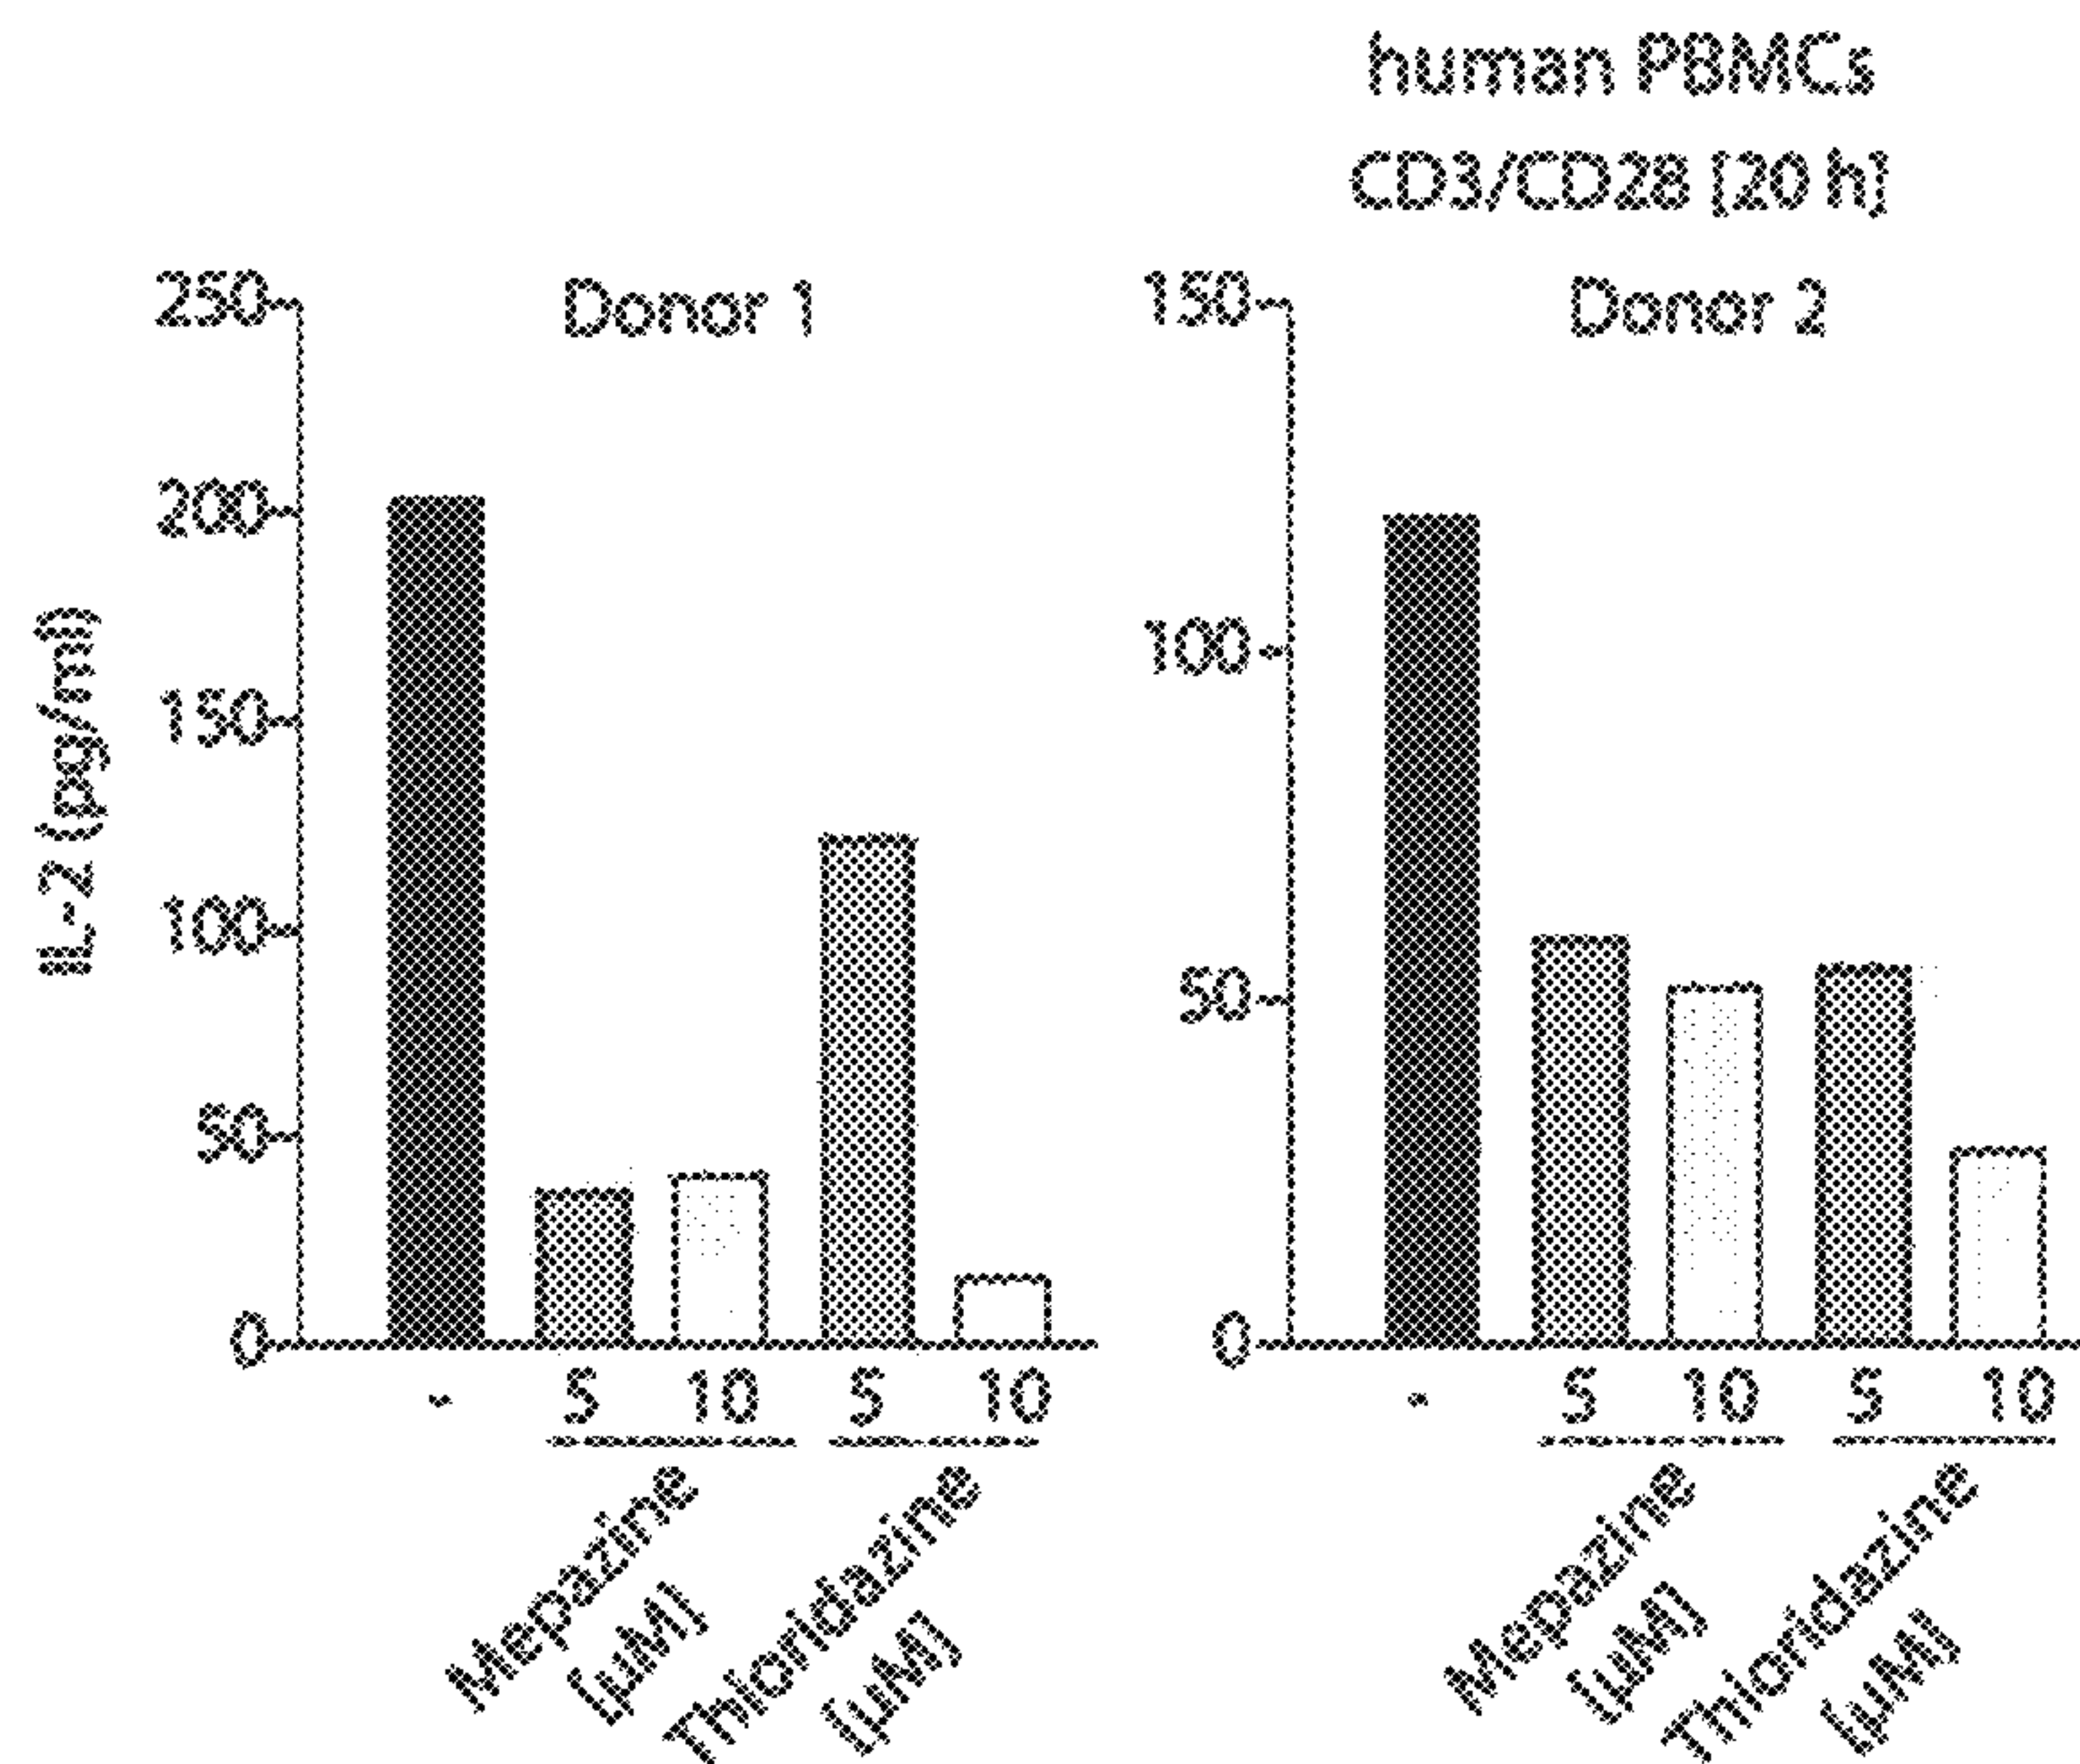 human PBMCs
CD3/CD28 [20 h]
Donor 1
IL-2 (pg/ml)
250
200
150
100
50
0
- 5 10 5 10
Mepazine
[µM]
Thioridazine
[µM]
Donor 2
150
100
50
0
- 5 10 5 10
Mepazine
[µM]
Thioridazine
[µM]